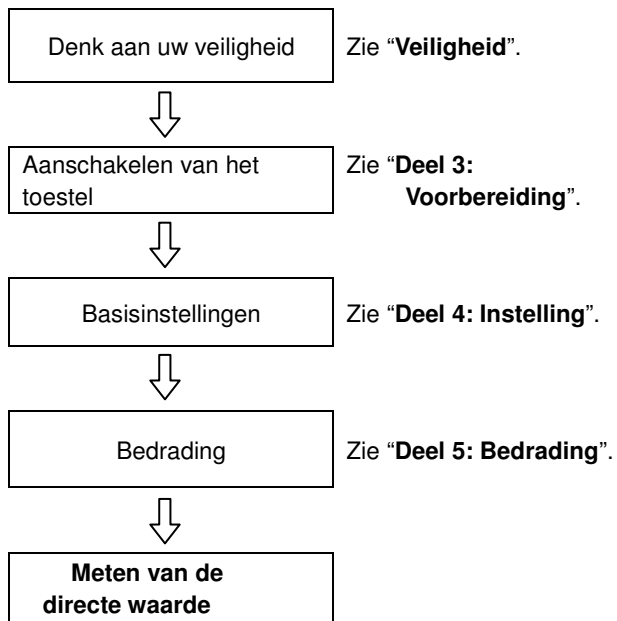 Denk aan uw veiligheid
Zie “Veiligheid”.
Aanschakelen van het
toestel
Zie “Deel 3:
Voorbereiding”.
Basisinstellingen
Zie “Deel 4: Instelling”.
Bedrading
Zie “Deel 5: Bedrading”.
Meten van de
directe waarde